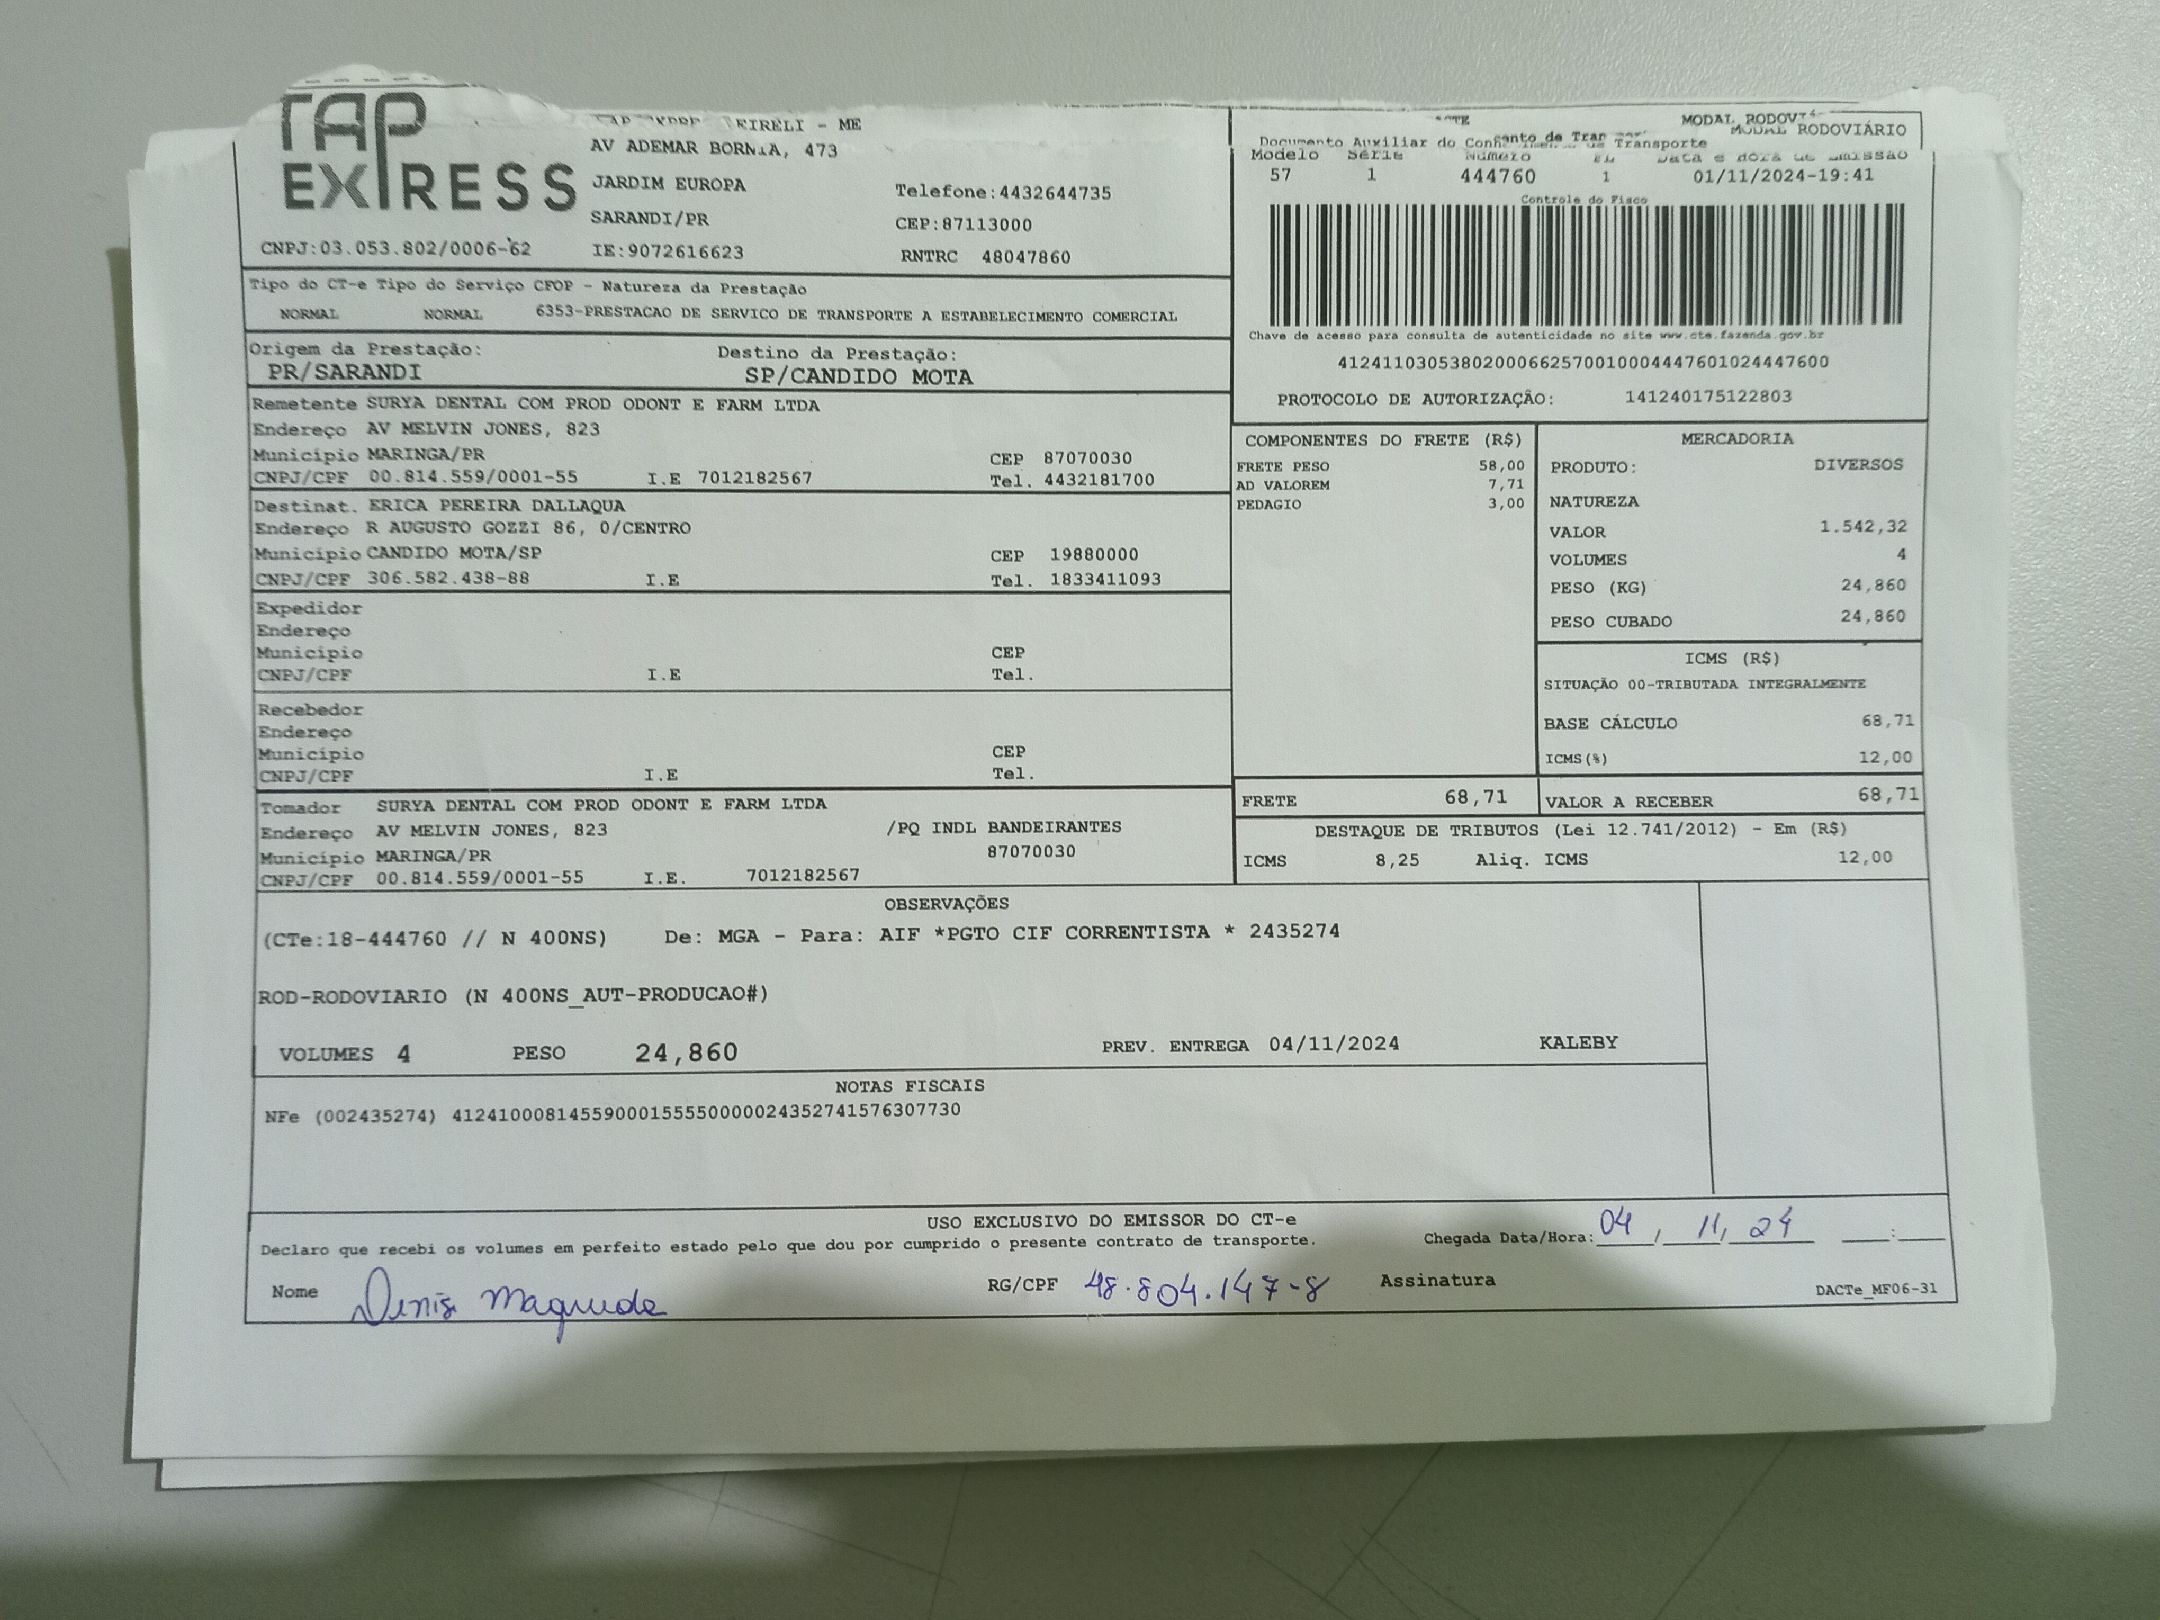 TAP
EXPRESS
EIRELI - ME
AV ADEMAR BORNIA, 473
JARDIM EUROPA
Telefone:4432644735
SARANDI/PR
CEP:87113000
CNPJ:03.053.802/0006-62
IE:9072616623
RNTRC 48047860
MODAL RODOVIÁRIO
Documento Auxiliar do
de Transporte
Modelo Série Número FL Data e hora de emissão
57 1 444760 1 01/11/2024-19:41
Controle do Fisco
Chave de acesso para consulta de autenticidade no site www.cte.fazenda.gov.br
41241103053802000662570010004447601024447600
PROTOCOLO DE AUTORIZAÇÃO: 141240175122803
Tipo do CT-e Tipo do Serviço CFOP - Natureza da Prestação
NORMAL NORMAL 6353-PRESTACAO DE SERVICO DE TRANSPORTE A ESTABELECIMENTO COMERCIAL
Origem da Prestação: Destino da Prestação:
PR/SARANDI SP/CANDIDO MOTA
Remetente SURYA DENTAL COM PROD ODONT E FARM LTDA
Endereço AV MELVIN JONES, 823
Município MARINGA/PR CEP 87070030
CNPJ/CPF 00.814.559/0001-55 I.E 7012182567 Tel. 4432181700
Destinat. ERICA PEREIRA DALLAQUA
Endereço R AUGUSTO GOZZI 86, 0/CENTRO
Município CANDIDO MOTA/SP CEP 19880000
CNPJ/CPF 306.582.438-88 I.E Tel. 1833411093
Expedidor
Endereço
Município CEP
CNPJ/CPF I.E Tel.
Recebedor
Endereço
Município CEP
CNPJ/CPF I.E Tel.
Tomador SURYA DENTAL COM PROD ODONT E FARM LTDA
Endereço AV MELVIN JONES, 823 /PQ INDL BANDEIRANTES
Município MARINGA/PR 87070030
CNPJ/CPF 00.814.559/0001-55 I.E. 7012182567
COMPONENTES DO FRETE (R$)
FRETE PESO 58,00
AD VALOREM 7,71
PEDAGIO 3,00
MERCADORIA
PRODUTO: DIVERSOS
NATUREZA
VALOR 1.542,32
VOLUMES 4
PESO (KG) 24,860
PESO CUBADO 24,860
ICMS (R$)
SITUAÇÃO 00-TRIBUTADA INTEGRALMENTE
BASE CÁLCULO 68,71
ICMS(%) 12,00
FRETE 68,71 VALOR A RECEBER 68,71
DESTAQUE DE TRIBUTOS (Lei 12.741/2012) - Em (R$)
ICMS 8,25 Aliq. ICMS 12,00
OBSERVAÇÕES
(CTe:18-444760 // N 400NS) De: MGA - Para: AIF *PGTO CIF CORRENTISTA * 2435274
ROD-RODOVIARIO (N 400NS_AUT-PRODUCAO#)
VOLUMES 4 PESO 24,860 PREV. ENTREGA 04/11/2024 KALEBY
NOTAS FISCAIS
NFe (002435274) 41241000814559000155550000024352741576307730
USO EXCLUSIVO DO EMISSOR DO CT-e
Declaro que recebi os volumes em perfeito estado pelo que dou por cumprido o presente contrato de transporte. Chegada Data/Hora: 04/11/24 __:__
Nome Denis RG/CPF 48.804.147-8 Assinatura
DACTe_MF06-31